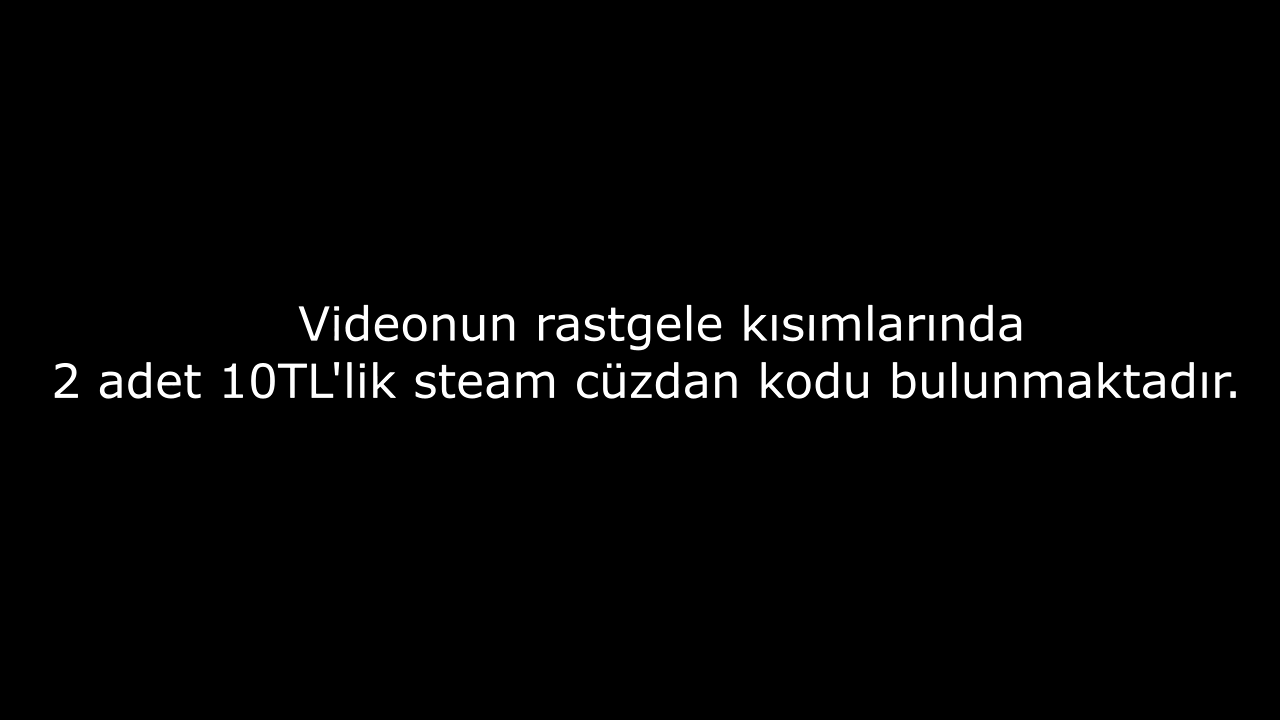 Videonun rastgele kısımlarında
2 adet 10TL'lik steam cüzdan kodu bulunmaktadır.